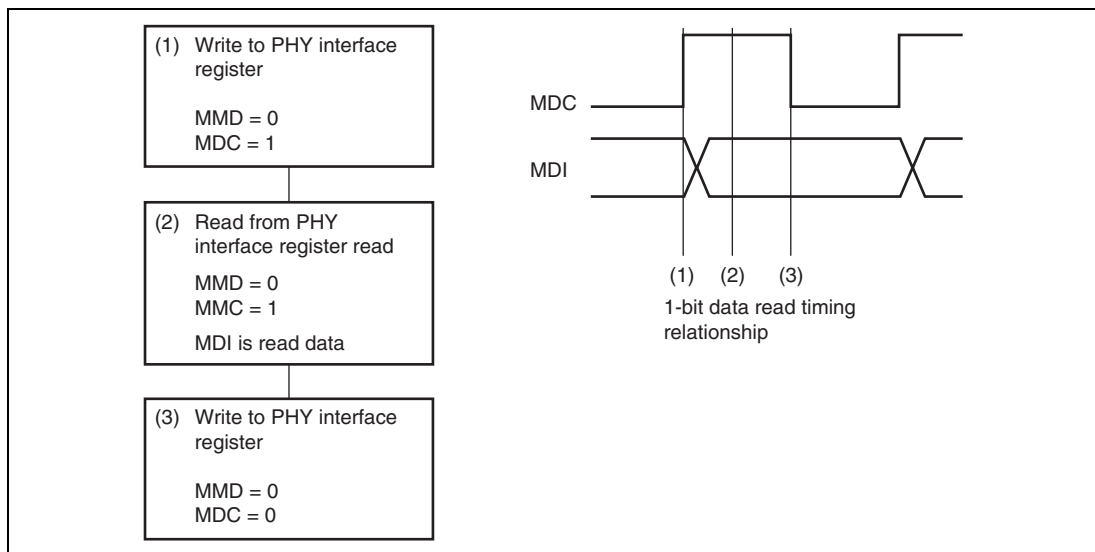 (1) Write to PHY interface
register
MMD = 0
MDC = 1
(2) Read from PHY
interface register read
MMD = 0
MMC = 1
MDI is read data
(3) Write to PHY interface
register
MMD = 0
MDC = 0
MDC
MDI
(1) (2) (3)
1-bit data read timing
relationship